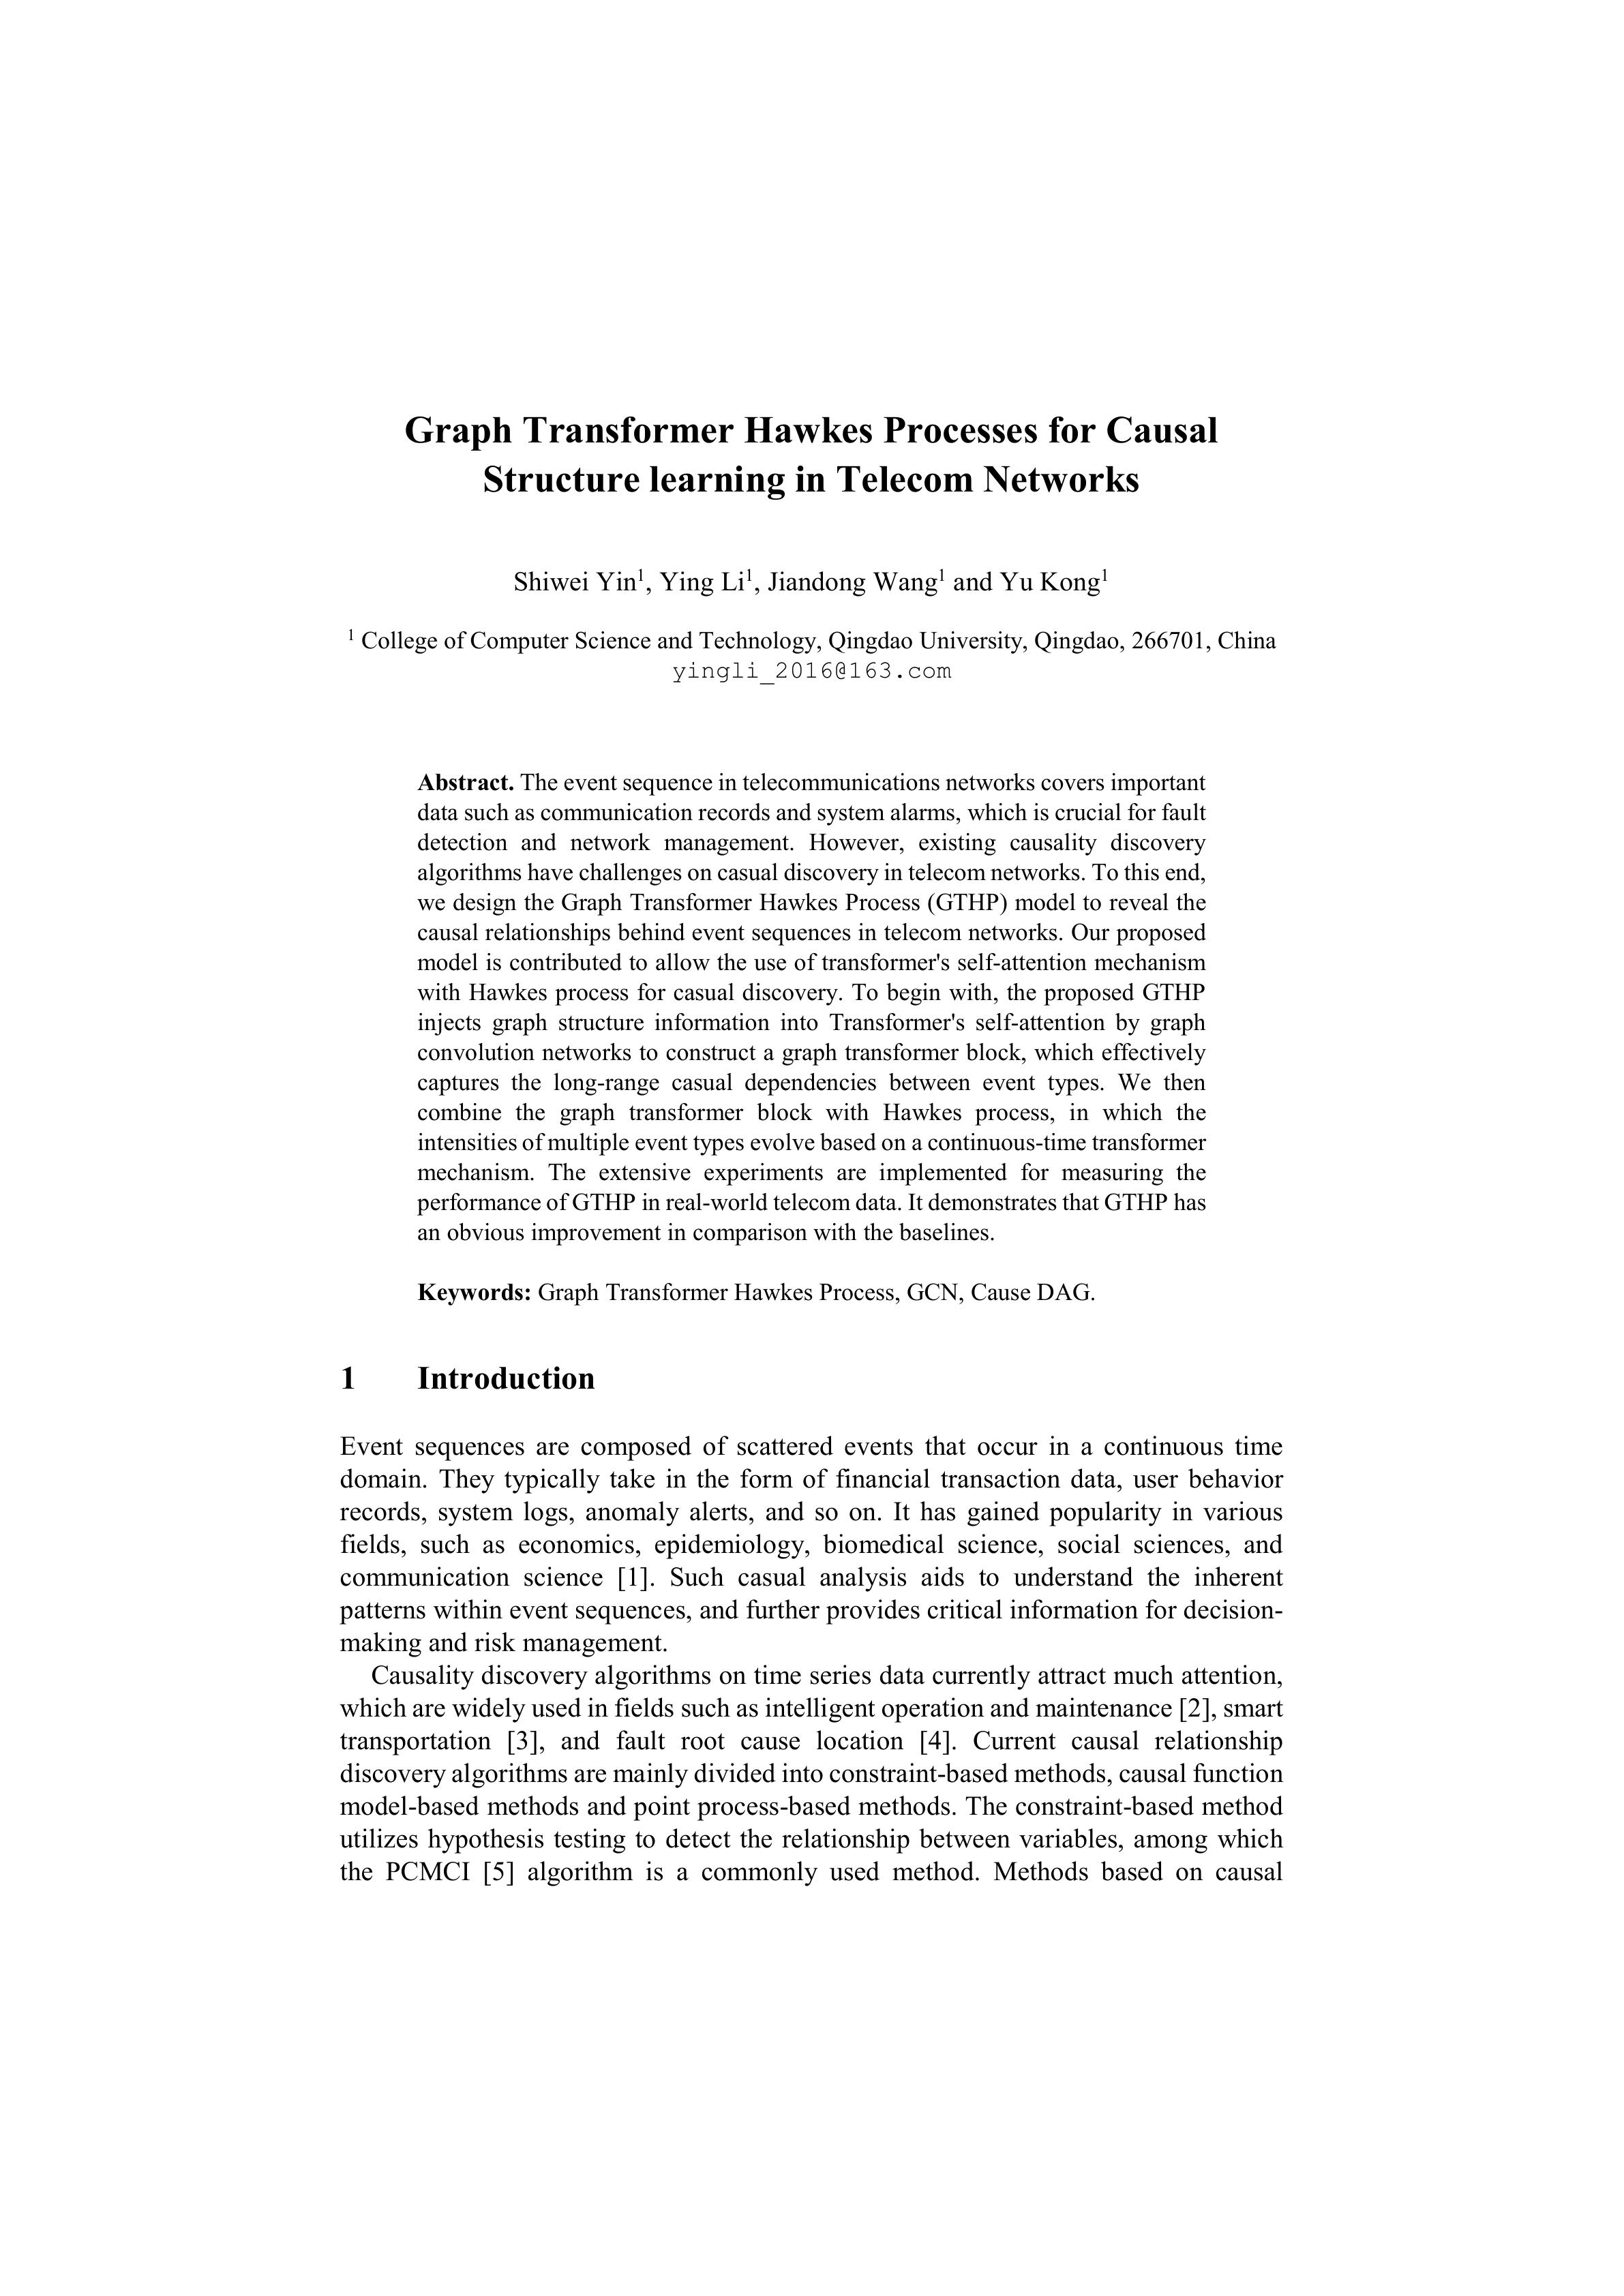 Graph Transformer Hawkes Processes for Causal
Structure learning in Telecom Networks
Shiwei Yin1, Ying Li1, Jiandong Wang1 and Yu Kong1
1 College of Computer Science and Technology, Qingdao University, Qingdao, 266701, China
yingli_2016@163.com
Abstract. The event sequence in telecommunications networks covers important
data such as communication records and system alarms, which is crucial for fault
detection and network management. However, existing causality discovery
algorithms have challenges on casual discovery in telecom networks. To this end,
we design the Graph Transformer Hawkes Process (GTHP) model to reveal the
causal relationships behind event sequences in telecom networks. Our proposed
model is contributed to allow the use of transformer's self-attention mechanism
with Hawkes process for casual discovery. To begin with, the proposed GTHP
injects graph structure information into Transformer's self-attention by graph
convolution networks to construct a graph transformer block, which effectively
captures the long-range casual dependencies between event types. We then
combine the graph transformer block with Hawkes process, in which the
intensities of multiple event types evolve based on a continuous-time transformer
mechanism. The extensive experiments are implemented for measuring the
performance of GTHP in real-world telecom data. It demonstrates that GTHP has
an obvious improvement in comparison with the baselines.
Keywords: Graph Transformer Hawkes Process, GCN, Cause DAG.
1 Introduction
Event sequences are composed of scattered events that occur in a continuous time
domain. They typically take in the form of financial transaction data, user behavior
records, system logs, anomaly alerts, and so on. It has gained popularity in various
fields, such as economics, epidemiology, biomedical science, social sciences, and
communication science [1]. Such casual analysis aids to understand the inherent
patterns within event sequences, and further provides critical information for decision-
making and risk management.
Causality discovery algorithms on time series data currently attract much attention,
which are widely used in fields such as intelligent operation and maintenance [2], smart
transportation [3], and fault root cause location [4]. Current causal relationship
discovery algorithms are mainly divided into constraint-based methods, causal function
model-based methods and point process-based methods. The constraint-based method
utilizes hypothesis testing to detect the relationship between variables, among which
the PCMCI [5] algorithm is a commonly used method. Methods based on causal